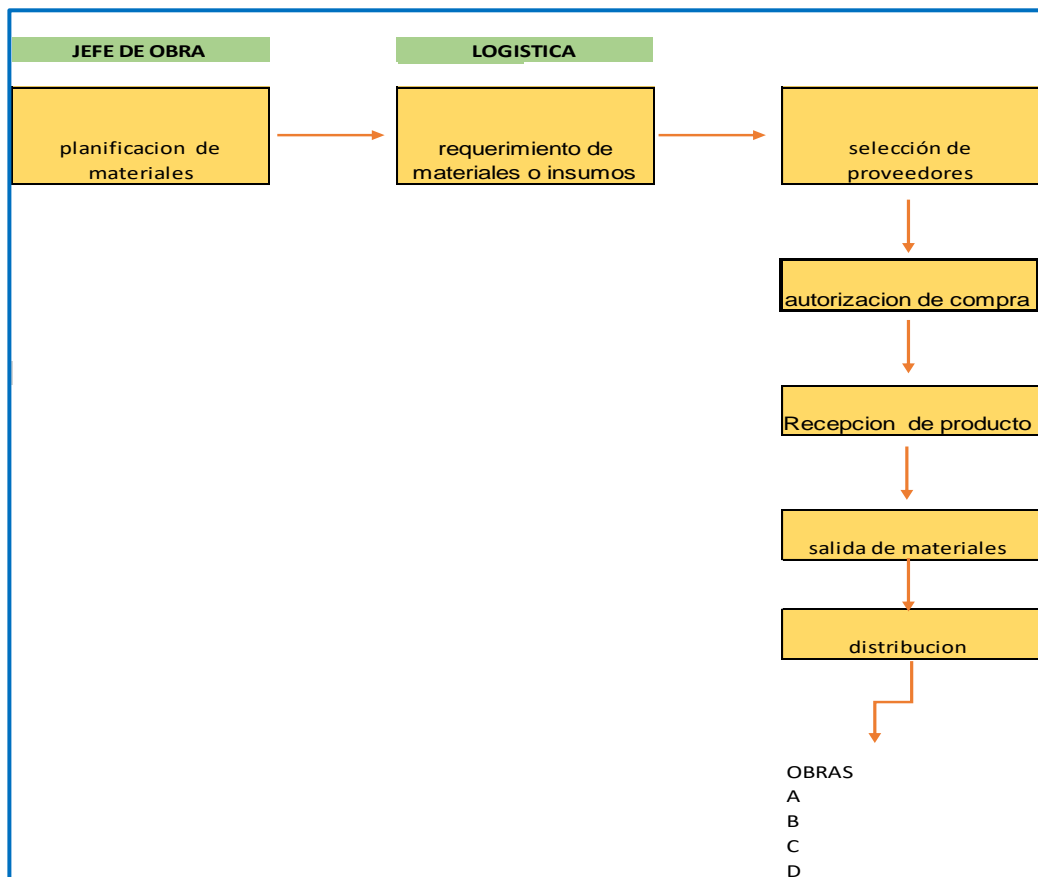 JEFE DE OBRA
LOGISTICA
planificacion de
materiales
requerimiento de
materiales o insumos
selección de
proveedores
autorizacion de compra
Recepcion de producto
salida de materiales
distribucion
OBRAS
A
B
C
D